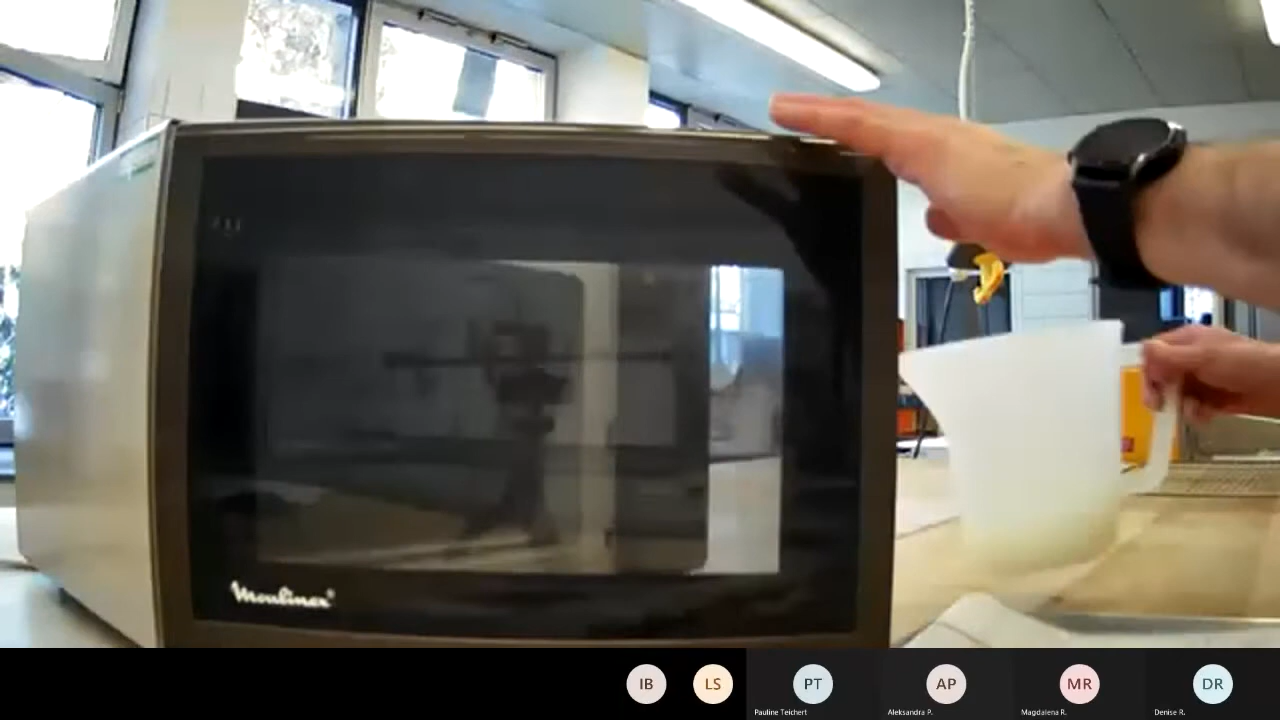 Moulinex
IB
LS
PT
AP
MR
DR
Pauline Teichert
Aleksandra P.
Magdalena R.
Denise R.